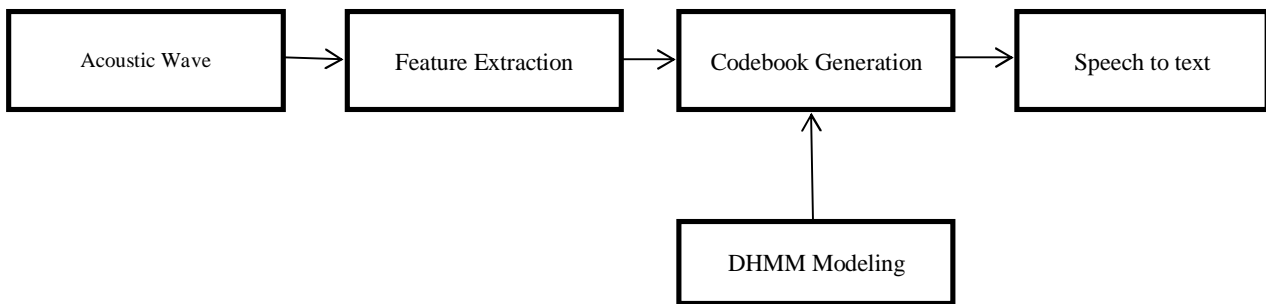 Acoustic Wave
Feature Extraction
Codebook Generation
Speech to text
DHMM Modeling